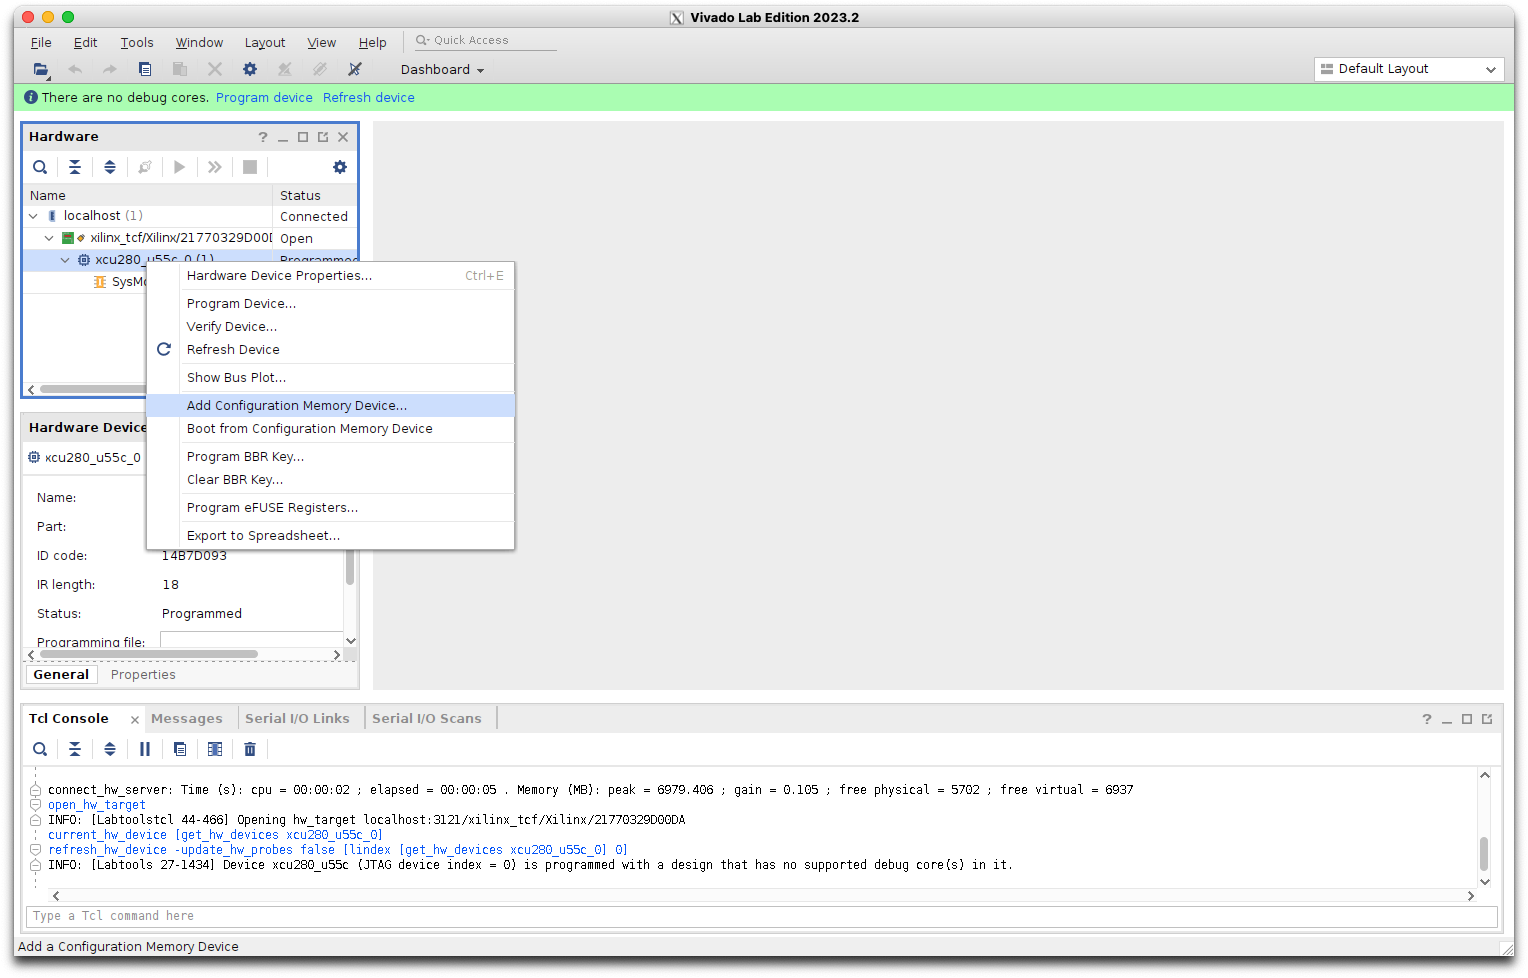 Vivado Lab Edition 2023.2
File Edit Tools Window Layout View Help Quick Access
Dashboard Default Layout
There are no debug cores. Program device Refresh device
Hardware
Name Status
localhost (1) Connected
xilinx_tcf/Xilinx/21770329D00D Open
xcu280_u55c_0 (1) Programmed
SysMo
Hardware Device Properties... Ctrl+E
Program Device...
Verify Device...
Refresh Device
Show Bus Plot...
Add Configuration Memory Device...
Boot from Configuration Memory Device
Program BBR Key...
Clear BBR Key...
Program eFUSE Registers...
Export to Spreadsheet...
Hardware Device
xcu280_u55c_0
Name:
Part:
ID code: 14B7D093
IR length: 18
Status: Programmed
Programming file:
General Properties
Tcl Console Messages Serial I/O Links Serial I/O Scans
connect_hw_server: Time (s): cpu = 00:00:02 ; elapsed = 00:00:05 . Memory (MB): peak = 6979.406 ; gain = 0.105 ; free physical = 5702 ; free virtual = 6937
open_hw_target
INFO: [Labtoolstcl 44-466] Opening hw_target localhost:3121/xilinx_tcf/Xilinx/21770329D00DA
current_hw_device [get_hw_devices xcu280_u55c_0]
refresh_hw_device -update_hw_probes false [lindex [get_hw_devices xcu280_u55c_0] 0]
INFO: [Labtools 27-1434] Device xcu280_u55c (JTAG device index = 0) is programmed with a design that has no supported debug core(s) in it.
Type a Tcl command here
Add a Configuration Memory Device